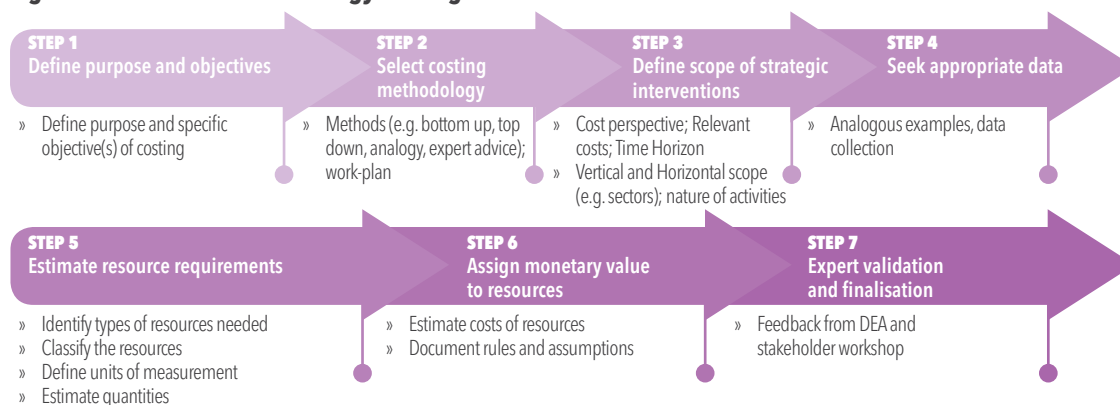 STEP 1
Define purpose and objectives
» Define purpose and specific
objective(s) of costing
STEP 2
Select costing
methodology
» Methods (e.g. bottom up, top
down, analogy, expert advice);
work-plan
STEP 3
Define scope of strategic
interventions
» Cost perspective; Relevant
costs; Time Horizon
» Vertical and Horizontal scope
(e.g. sectors); nature of activities
STEP 4
Seek appropriate data
» Analogous examples, data
collection
STEP 5
Estimate resource requirements
» Identify types of resources needed
» Classify the resources
» Define units of measurement
» Estimate quantities
STEP 6
Assign monetary value
to resources
» Estimate costs of resources
» Document rules and assumptions
STEP 7
Expert validation
and finalisation
» Feedback from DEA and
stakeholder workshop